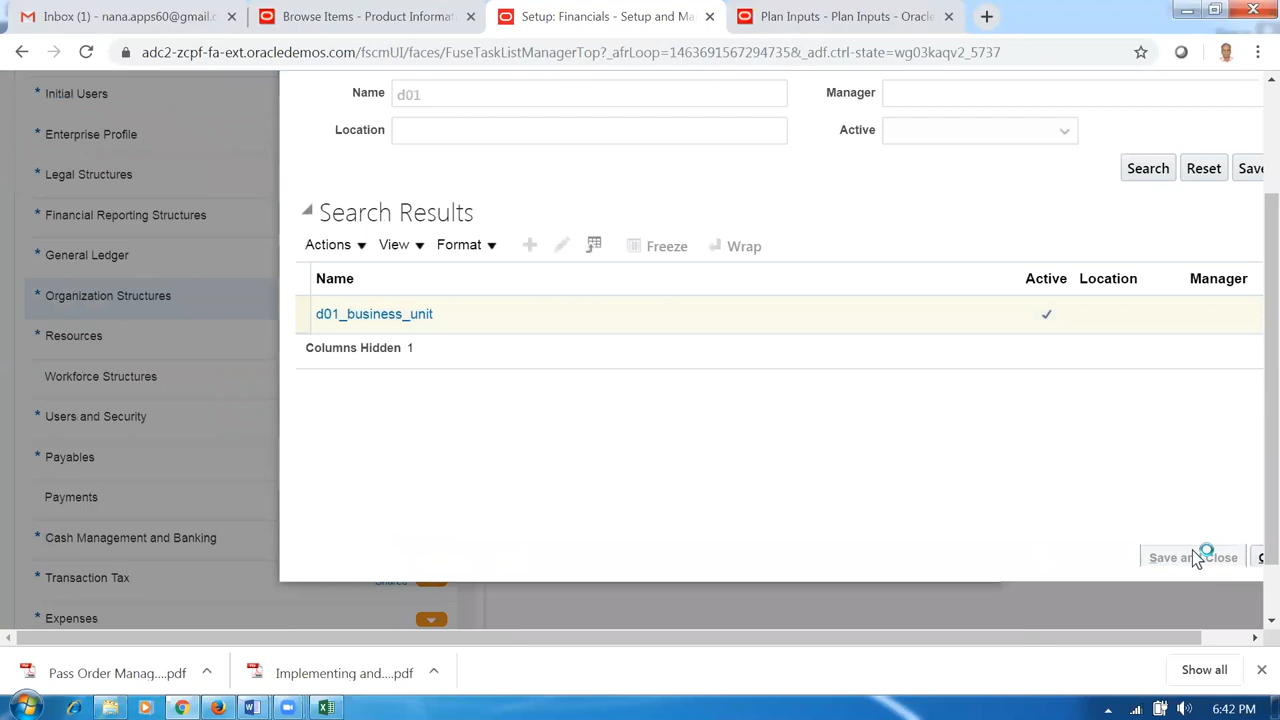 Inbox (1) - nana.apps60@gmail.c
Browse Items - Product Informat
Setup: Financials - Setup and Ma
Plan Inputs - Plan Inputs - Oracl
adc2-zcpf-fa-ext.oracledemos.com/fscmUI/faces/FuseTaskListManagerTop?_afrLoop=14636915672947358&_adf.ctrl-state=wg03kaqv2_5737
* Initial Users
* Enterprise Profile
* Legal Structures
* Financial Reporting Structures
* General Ledger
* Organization Structures
* Resources
Workforce Structures
* Users and Security
* Payables
Payments
* Cash Management and Banking
* Transaction Tax
* Expenses
Shared
Name d01 Manager
Location Active
Search Reset Save
Search Results
Actions View Format Freeze Wrap
Name Active Location Manager
d01_business_unit
Columns Hidden 1
Save and Close
Pass Order Manag....pdf
Implementing and....pdf
Show all
6:42 PM